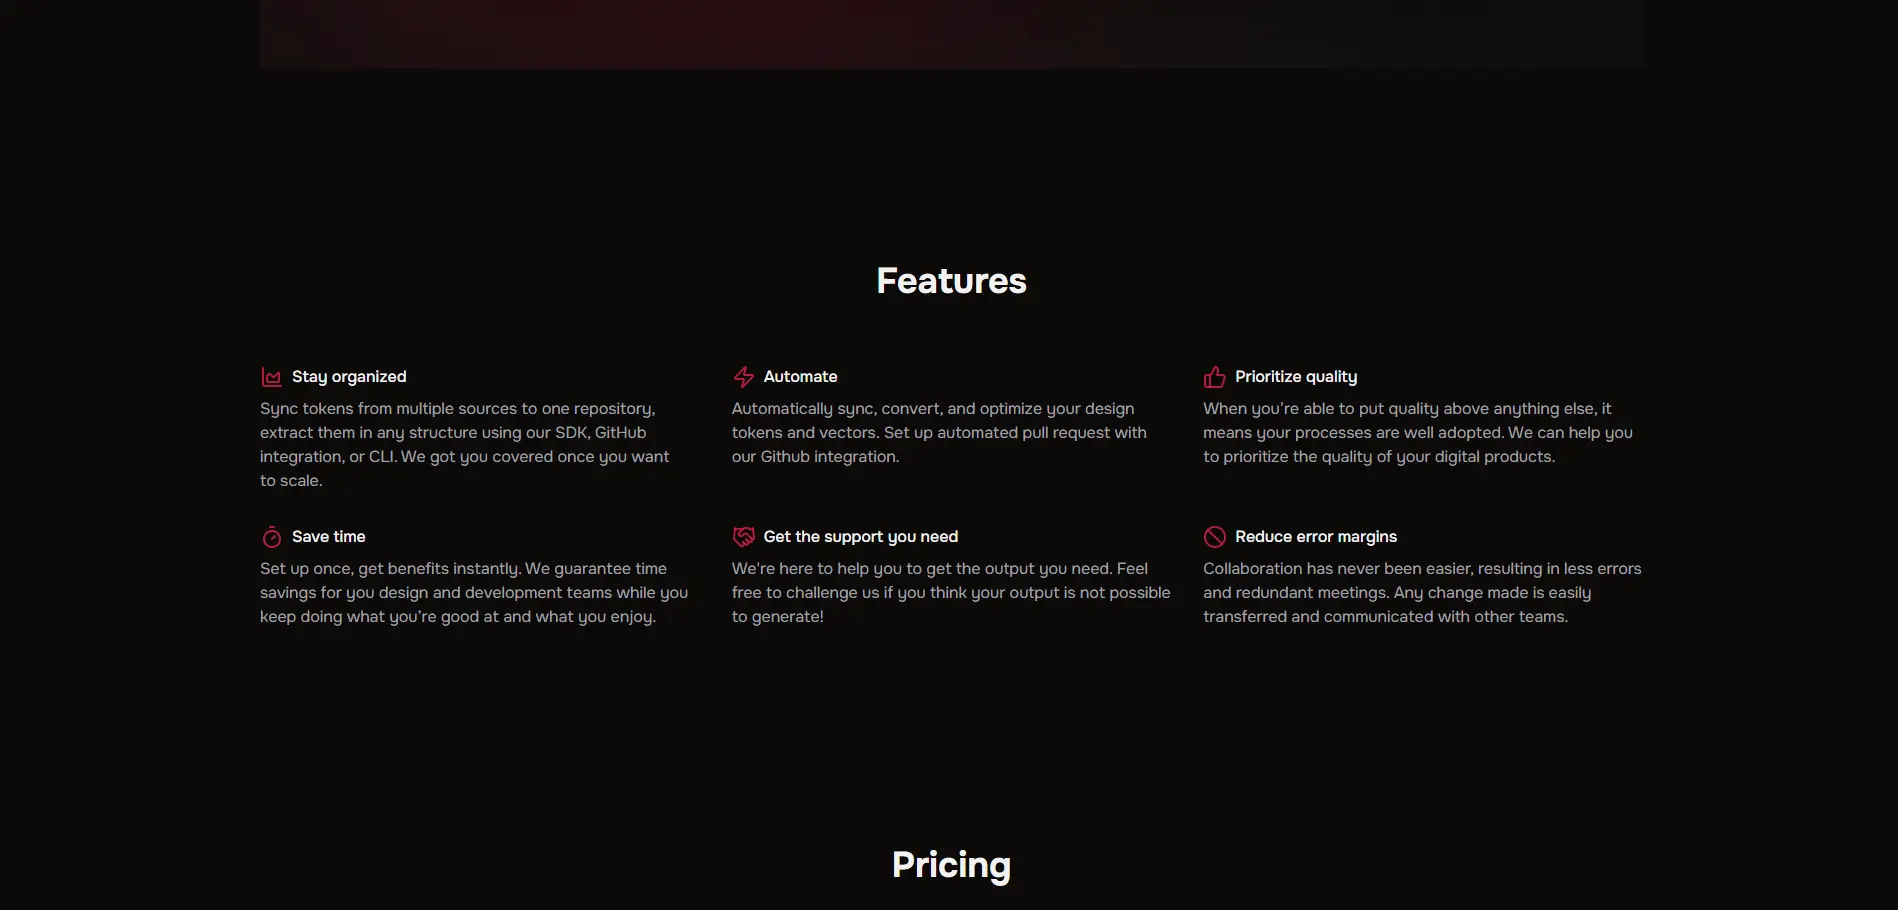 Features
Stay organized
Sync tokens from multiple sources to one repository,
extract them in any structure using our SDK, GitHub
integration, or CLI. We got you covered once you want
to scale.
Automate
Automatically sync, convert, and optimize your design
tokens and vectors. Set up automated pull request with
our Github integration.
Prioritize quality
When you’re able to put quality above anything else, it
means your processes are well adopted. We can help you
to prioritize the quality of your digital products.
Save time
Set up once, get benefits instantly. We guarantee time
savings for you design and development teams while you
keep doing what you’re good at and what you enjoy.
Get the support you need
We're here to help you to get the output you need. Feel
free to challenge us if you think your output is not possible
to generate!
Reduce error margins
Collaboration has never been easier, resulting in less errors
and redundant meetings. Any change made is easily
transferred and communicated with other teams.
Pricing